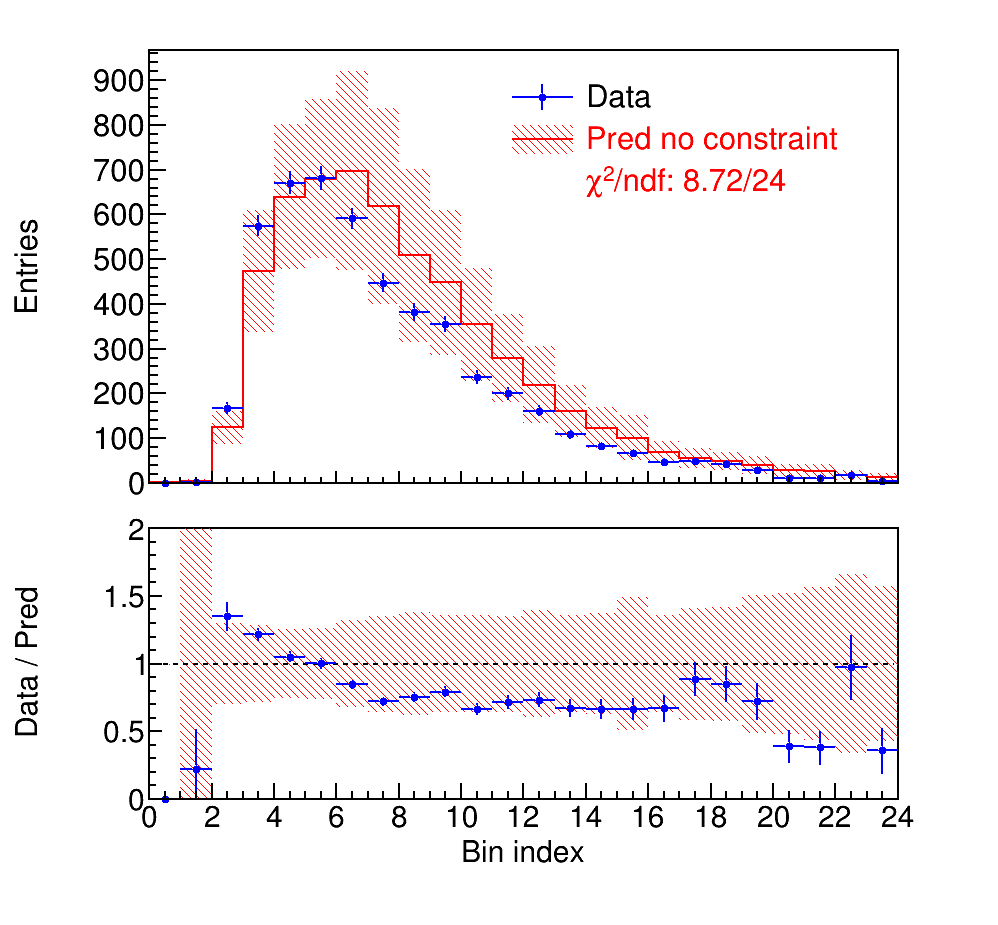 900
800
700
600
500
400
300
200
100
0
Entries
Data
Pred no constraint
χ²/ndf: 8.72/24
2
1.5
1
0.5
0
Data / Pred
0 2 4 6 8 10 12 14 16 18 20 22 24
Bin index